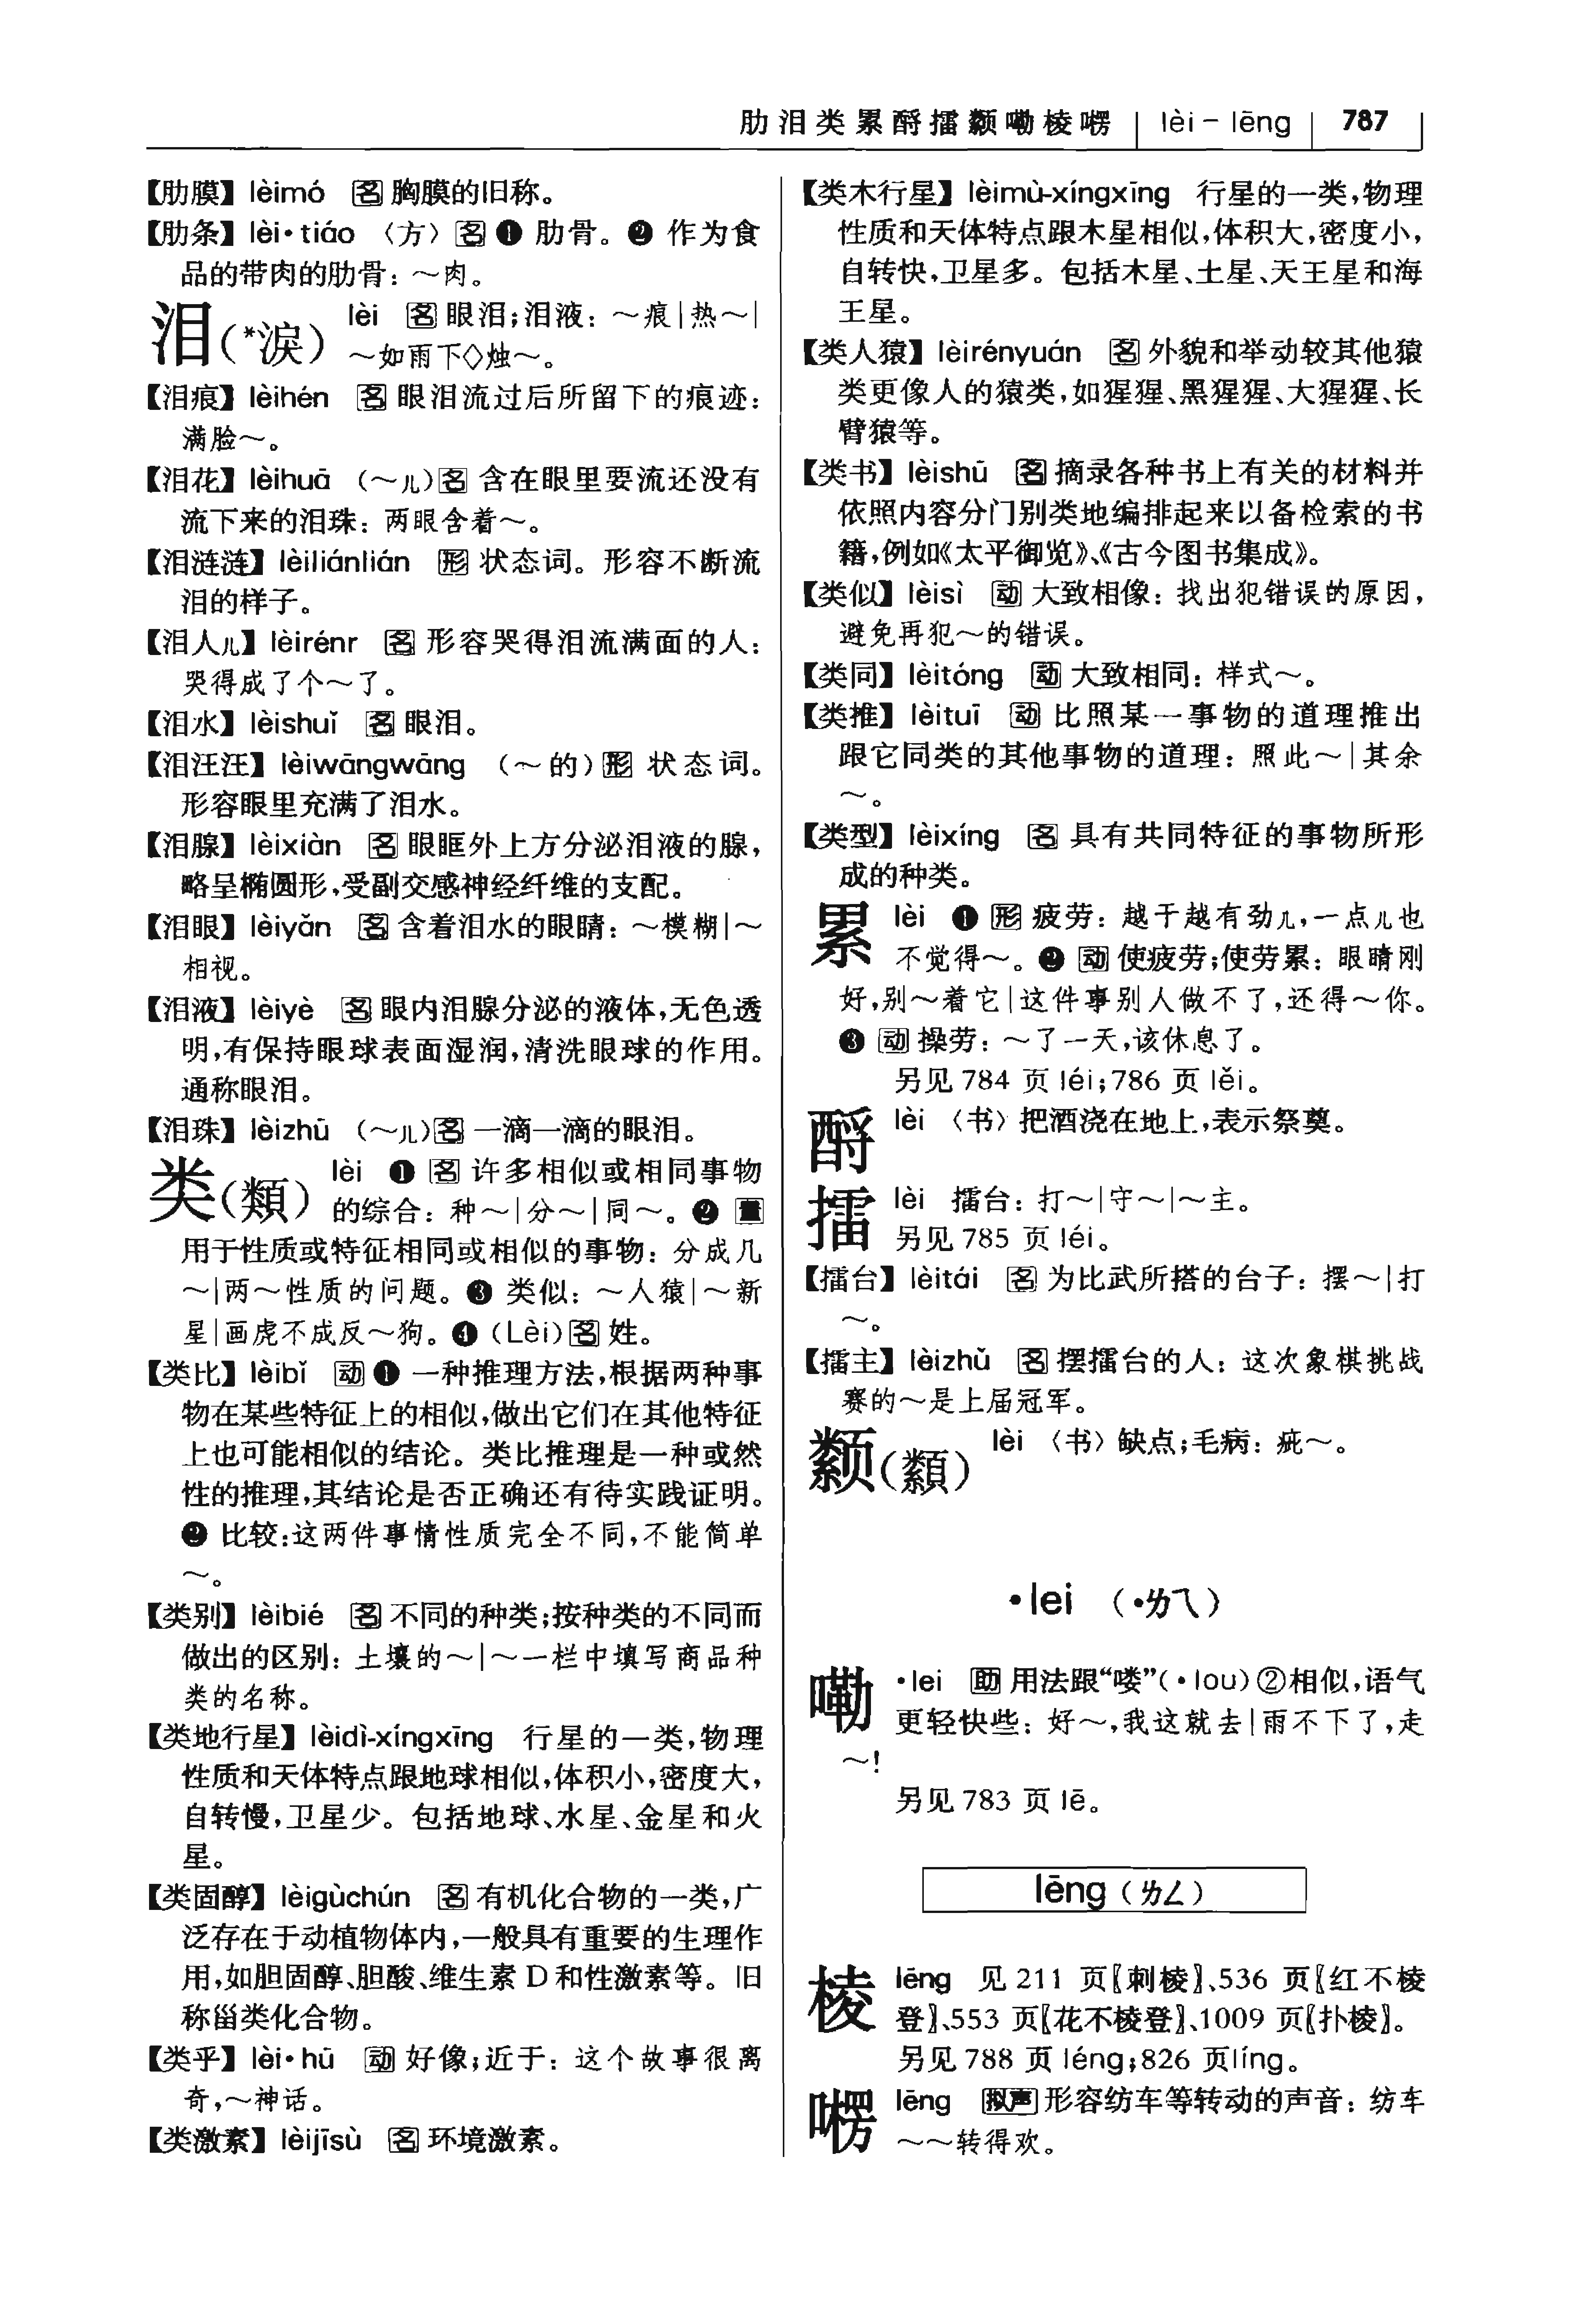 肋泪类累酹擂颣嘞棱㖫 lèi－lēng 787
【肋膜】lèimó 名 胸膜的旧称。
【肋条】lèi·tiáo 〈方〉名❶ 肋骨。❷ 作为食
品的带肉的肋骨：～肉。
泪(*淚) lèi 名 眼泪；泪液：～痕|热～|
～如雨下◇烛～。
【泪痕】lèihén 名 眼泪流过后所留下的痕迹：
满脸～。
【泪花】lèihuā (～儿)名 含在眼里要流还没有
流下来的泪珠：两眼含着～。
【泪涟涟】lèiliánlián 形 状态词。形容不断流
泪的样子。
【泪人儿】lèirénr 名 形容哭得泪流满面的人：
哭得成了个～了。
【泪水】lèishuǐ 名 眼泪。
【泪汪汪】lèiwāngwāng (～的)形 状态词。
形容眼里充满了泪水。
【泪腺】lèixiàn 名 眼眶外上方分泌泪液的腺，
略呈椭圆形，受副交感神经纤维的支配。
【泪眼】lèiyǎn 名 含着泪水的眼睛：～模糊|～
相视。
【泪液】lèiyè 名 眼内泪腺分泌的液体，无色透
明，有保持眼球表面湿润，清洗眼球的作用。
通称眼泪。
【泪珠】lèizhū (～儿)名 一滴一滴的眼泪。
类(類) lèi ❶ 名 许多相似或相同事物
的综合：种～|分～|同～。❷ 量
用于性质或特征相同或相似的事物：分成几
～|两～性质的问题。❸ 类似：～人猿|～新
星|画虎不成反～狗。❹ (Lèi)名 姓。
【类比】lèibǐ 动❶ 一种推理方法，根据两种事
物在某些特征上的相似，做出它们在其他特征
上也可能相似的结论。类比推理是一种或然
性的推理，其结论是否正确还有待实践证明。
❷ 比较：这两件事情性质完全不同，不能简单
～。
【类别】lèibié 名 不同的种类；按种类的不同而
做出的区别：土壤的～|～一栏中填写商品种
类的名称。
【类地行星】lèidì-xíngxīng 行星的一类，物理
性质和天体特点跟地球相似，体积小，密度大，
自转慢，卫星少。包括地球、水星、金星和火
星。
【类固醇】lèigùchún 名 有机化合物的一类，广
泛存在于动植物体内，一般具有重要的生理作
用，如胆固醇、胆酸、维生素 D 和性激素等。旧
称甾类化合物。
【类乎】lèi·hū 动 好像；近于：这个故事很离
奇，～神话。
【类激素】lèijīsù 名 环境激素。
【类木行星】lèimù-xíngxīng 行星的一类，物理
性质和天体特点跟木星相似，体积大，密度小，
自转快，卫星多。包括木星、土星、天王星和海
王星。
【类人猿】lèirényuán 名 外貌和举动较其他猿
类更像人的猿类，如猩猩、黑猩猩、大猩猩、长
臂猿等。
【类书】lèishū 名 摘录各种书上有关的材料并
依照内容分门别类地编排起来以备检索的书
籍，例如《太平御览》、《古今图书集成》。
【类似】lèisì 动 大致相像：找出犯错误的原因，
避免再犯～的错误。
【类同】lèitóng 动 大致相同：样式～。
【类推】lèituī 动 比照某一事物的道理推出
跟它同类的其他事物的道理：照此～|其余
～。
【类型】lèixíng 名 具有共同特征的事物所形
成的种类。
累 lèi ❶ 形 疲劳：越干越有劲儿，一点儿也
不觉得～。❷ 动 使疲劳；使劳累：眼睛刚
好，别～着它|这件事别人做不了，还得～你。
❸ 动 操劳：～了一天，该休息了。
另见 784 页 léi；786 页 lěi。
酹 lèi 〈书〉把酒浇在地上，表示祭奠。
擂 lèi 擂台：打～|守～|～主。
另见 785 页 léi。
【擂台】lèitái 名 为比武所搭的台子：摆～|打
～。
【擂主】lèizhǔ 名 摆擂台的人：这次象棋挑战
赛的～是上届冠军。
颣(纇) lèi 〈书〉缺点；毛病：疵～。
·lei (·ㄌㄟ)
嘞 ·lei 助 用法跟“喽”(·lou)②相似，语气
更轻快些：好～，我这就去|雨不下了，走
～！
另见 783 页 lē。
lēng (ㄌㄥ)
棱 lēng 见 211 页〖刺棱〗、536 页〖红不棱
登〗、553 页〖花不棱登〗、1009 页〖扑棱〗。
另见 788 页 léng；826 页 líng。
㖫 lēng 拟声 形容纺车等转动的声音：纺车
～～转得欢。